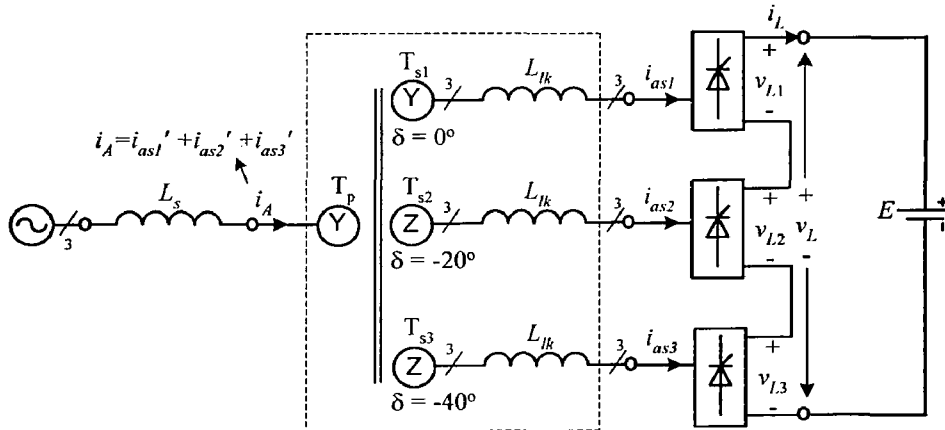 i_L
T_s1
3
L_lk
3
i_as1
+
v_L1
-
Y
δ = 0°
i_A=i_as1' +i_as2' +i_as3'
T_p
L_s
i_A
3
Y
T_s2
3
L_lk
3
i_as2
+
v_L2
-
+
v_L
-
E
+
Z
δ = -20°
T_s3
3
L_lk
3
i_as3
+
v_L3
-
Z
δ = -40°